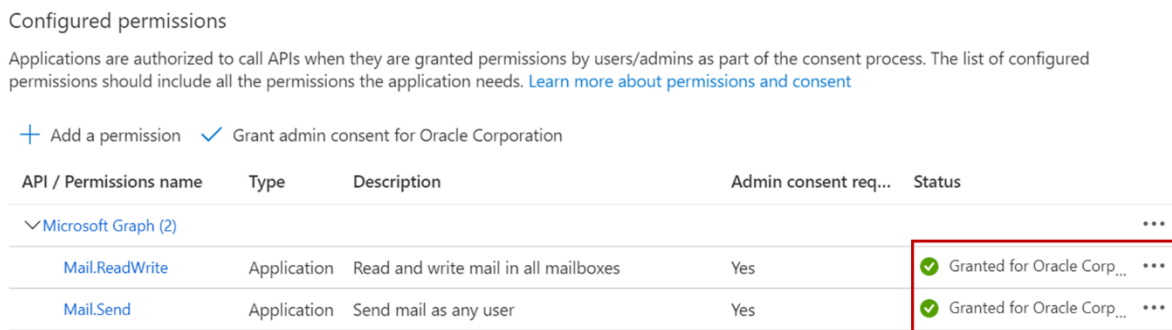 Configured permissions
Applications are authorized to call APIs when they are granted permissions by users/admins as part of the consent process. The list of configured
permissions should include all the permissions the application needs. Learn more about permissions and consent
Add a permission Grant admin consent for Oracle Corporation
API / Permissions name Type Description Admin consent req... Status
Microsoft Graph (2)
Mail.ReadWrite Application Read and write mail in all mailboxes Yes Granted for Oracle Corp...
Mail.Send Application Send mail as any user Yes Granted for Oracle Corp...